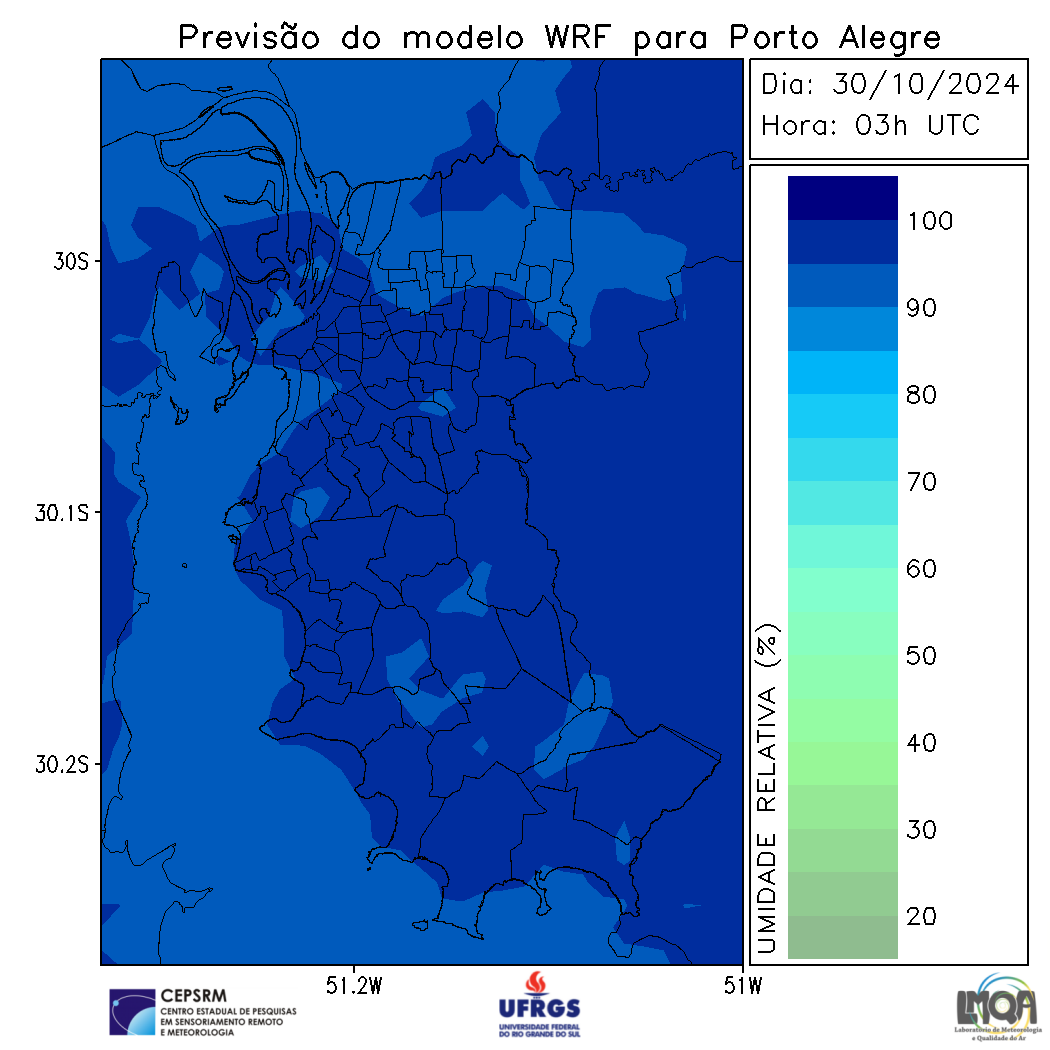 Previsão do modelo WRF para Porto Alegre
Dia: 30/10/2024
Hora: 03h UTC
30S
30.1S
30.2S
51.2W
51W
100
90
80
70
60
50
40
30
20
UMIDADE RELATIVA (%)
CEPSRM
CENTRO ESTADUAL DE PESQUISAS
EM SENSORIAMENTO REMOTO
E METEOROLOGIA
UFRGS
UNIVERSIDADE FEDERAL
DO RIO GRANDE DO SUL
LMQA
Laboratório de Meteorologia
e Qualidade do Ar